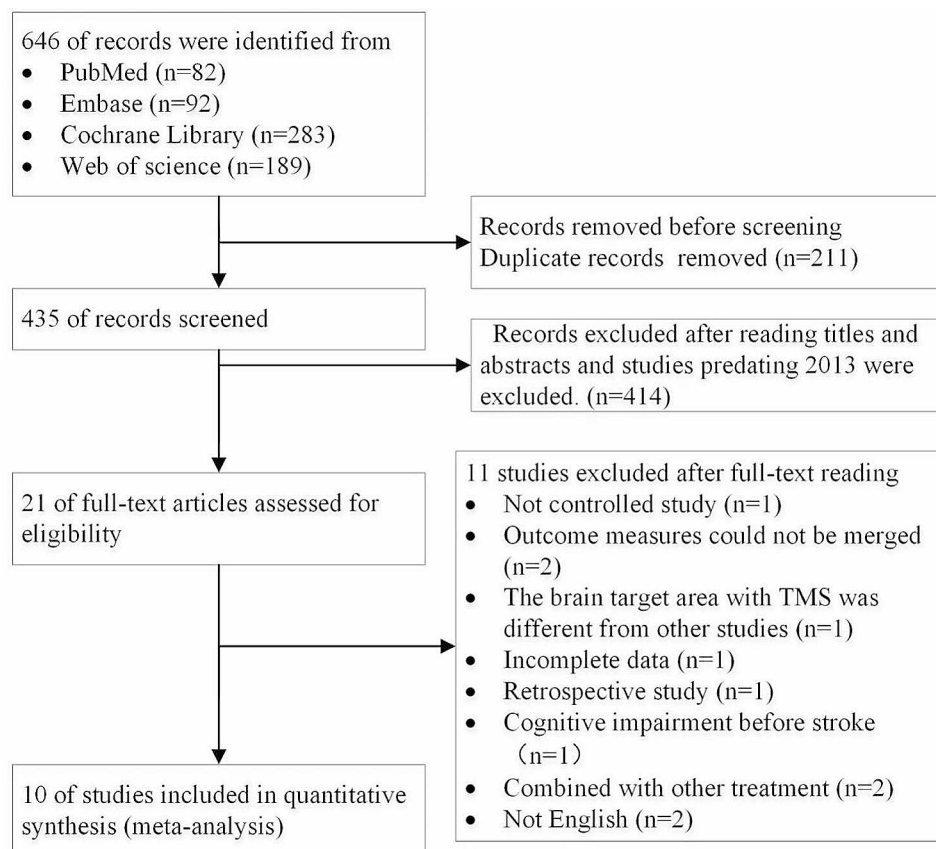 646 of records were identified from
• PubMed (n=82)
• Embase (n=92)
• Cochrane Library (n=283)
• Web of science (n=189)
Records removed before screening
Duplicate records removed (n=211)
435 of records screened
Records excluded after reading titles and
abstracts and studies predating 2013 were
excluded. (n=414)
21 of full-text articles assessed for
eligibility
11 studies excluded after full-text reading
• Not controlled study (n=1)
• Outcome measures could not be merged
(n=2)
• The brain target area with TMS was
different from other studies (n=1)
• Incomplete data (n=1)
• Retrospective study (n=1)
• Cognitive impairment before stroke
（n=1）
• Combined with other treatment (n=2)
• Not English (n=2)
10 of studies included in quantitative
synthesis (meta-analysis)